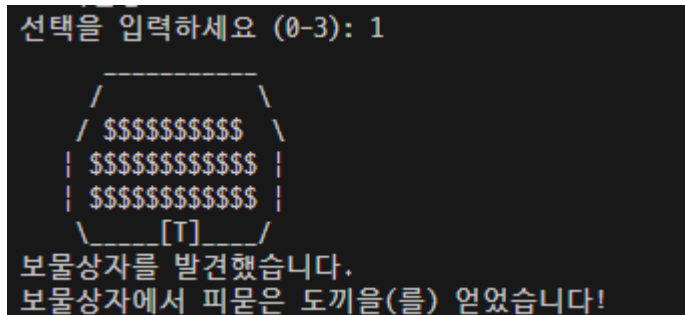 선택을 입력하세요 (0-3): 1
___________
/ \
/ $$$$$$$$$$ \
¦ $$$$$$$$$$$$ ¦
¦ $$$$$$$$$$$$ ¦
\_____[T]____/
보물상자를 발견했습니다.
보물상자에서 피묻은 도끼을(를) 얻었습니다!